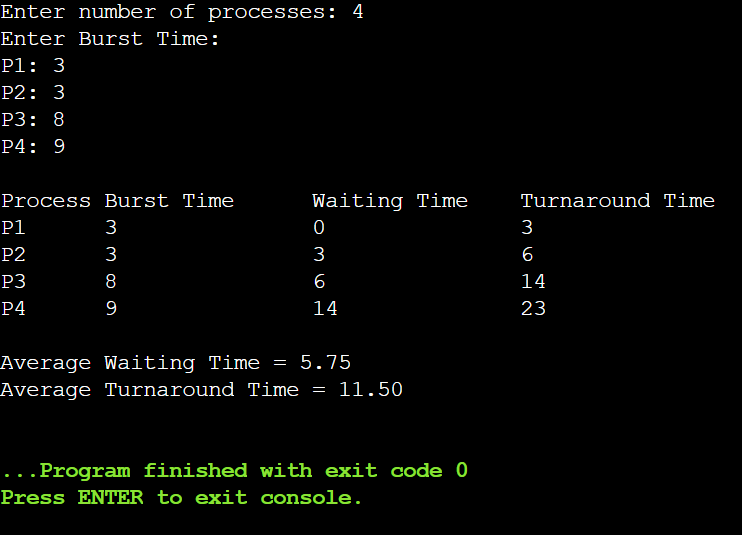 Enter number of processes: 4
Enter Burst Time:
P1: 3
P2: 3
P3: 8
P4: 9
Process Burst Time Waiting Time Turnaround Time
P1 3 0 3
P2 3 3 6
P3 8 6 14
P4 9 14 23
Average Waiting Time = 5.75
Average Turnaround Time = 11.50
...Program finished with exit code 0
Press ENTER to exit console.